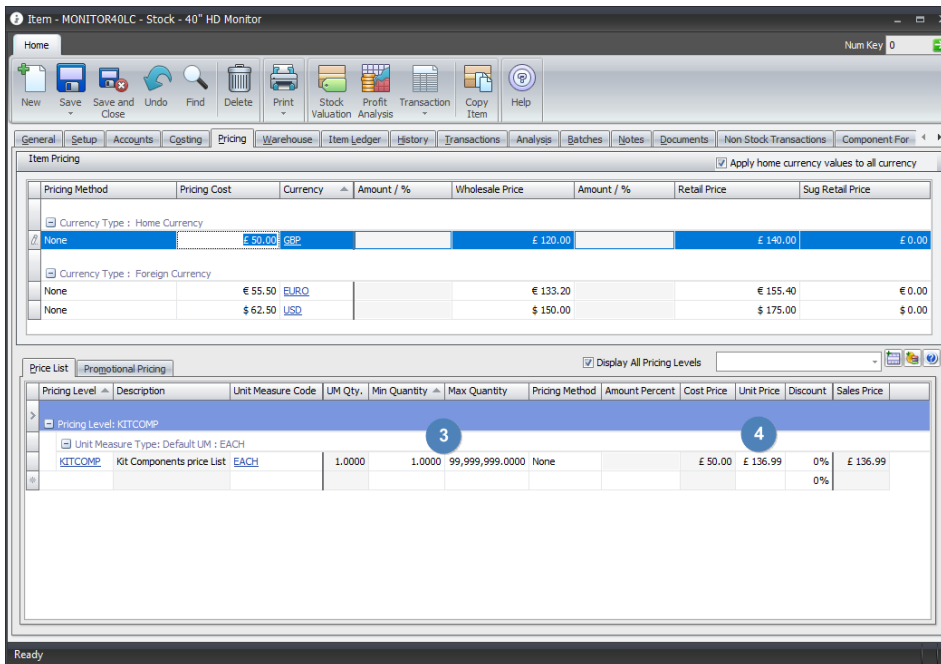 Item - MONITOR40LC - Stock - 40" HD Monitor
Home
Num Key 0
New Save Save and Close Undo Find Delete Print Stock Valuation Profit Analysis Transaction Copy Item Help
General Setup Accounts Costing Pricing Warehouse Item Ledger History Transactions Analysis Batches Notes Documents Non Stock Transactions Component For
Item Pricing
Apply home currency values to all currency
Pricing Method Pricing Cost Currency Amount / % Wholesale Price Amount / % Retail Price Sug Retail Price
Currency Type : Home Currency
None £ 50.00 GBP £ 120.00 £ 140.00 £ 0.00
Currency Type : Foreign Currency
None € 55.50 EURO € 133.20 € 155.40 € 0.00
None $ 62.50 USD $ 150.00 $ 175.00 $ 0.00
Price List Promotional Pricing
Display All Pricing Levels
Pricing Level Description Unit Measure Code UM Qty. Min Quantity Max Quantity Pricing Method Amount Percent Cost Price Unit Price Discount Sales Price
Pricing Level: KITCOMP
3 4
Unit Measure Type: Default UM : EACH
KITCOMP Kit Components price List EACH 1.0000 1.0000 99,999,999.0000 None £ 50.00 £ 136.99 0% £ 136.99
0%
Ready